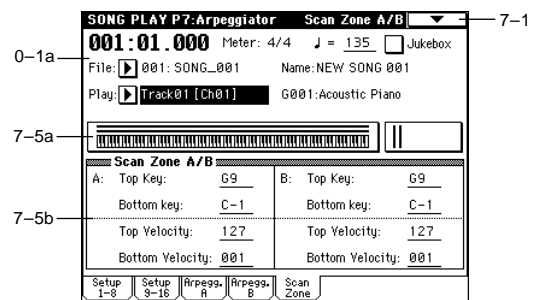 SONG PLAY P7:Arpeggiator Scan Zone A/B
7–1
001:01.000 Meter: 4/4 ♩ = 135 Jukebox
0–1a
File: 001: SONG_001 Name:NEW SONG 001
Play: Track01 [Ch01] G001:Acoustic Piano
7–5a
Scan Zone A/B
A: Top Key: G9 B: Top Key: G9
Bottom key: C-1 Bottom Key: C-1
7–5b
Top Velocity: 127 Top Velocity: 127
Bottom Velocity: 001 Bottom Velocity: 001
Setup 1-8 Setup 9-16 Arpegg. A Arpegg. B Scan Zone